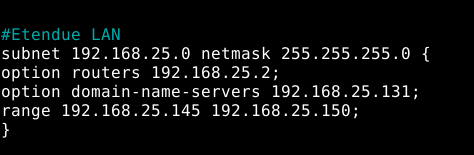 #Etendue LAN
subnet 192.168.25.0 netmask 255.255.255.0 {
option routers 192.168.25.2;
option domain-name-servers 192.168.25.131;
range 192.168.25.145 192.168.25.150;
}